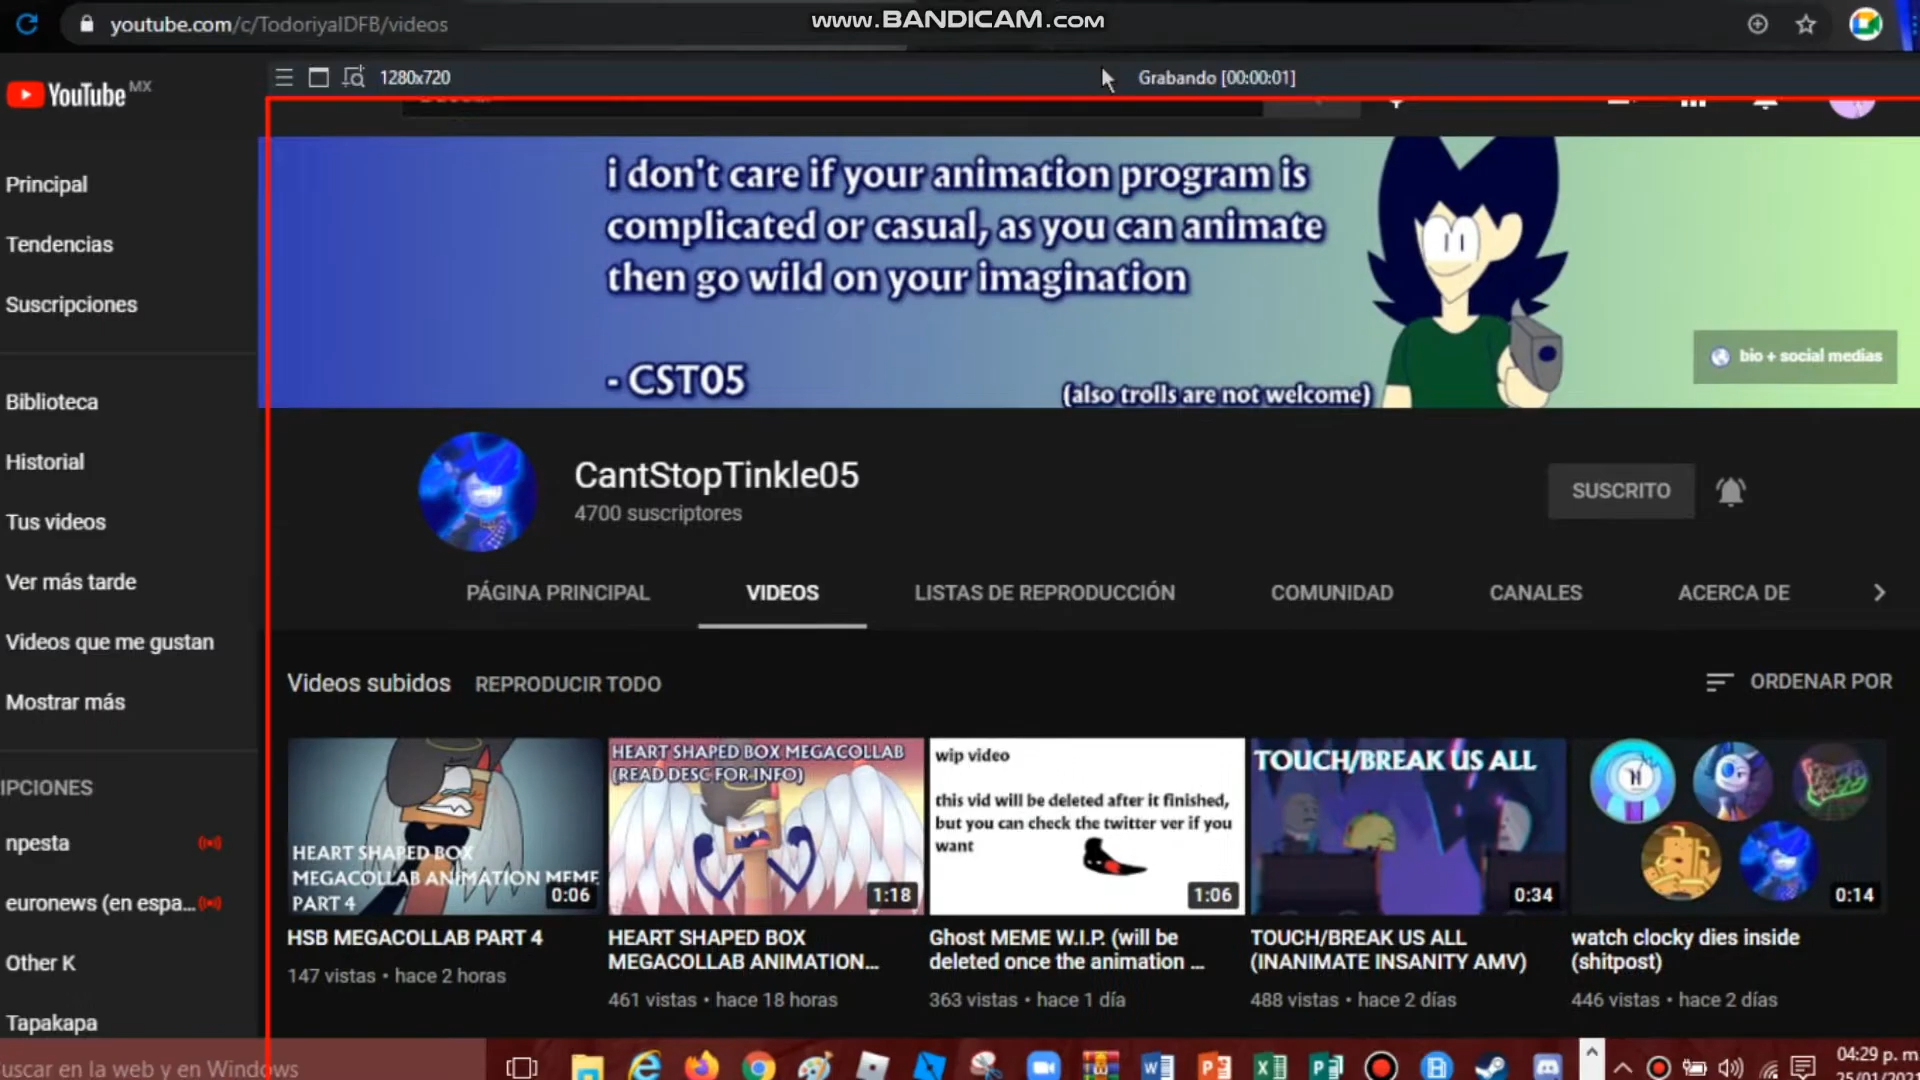 youtube.com/c/TodoriyaIDFB/videos
www.BANDICAM.com
1280x720
Grabando [00:00:01]
YouTube MX
Principal
Tendencias
Suscripciones
Biblioteca
Historial
Tus videos
Ver más tarde
Videos que me gustan
Mostrar más
IPCIONES
npesta
euronews (en espa...
Other K
Tapakapa
i don't care if your animation program is
complicated or casual, as you can animate
then go wild on your imagination
- CST05
(also trolls are not welcome)
bio + social medias
CantStopTinkle05
4700 suscriptores
SUSCRITO
PÁGINA PRINCIPAL VIDEOS LISTAS DE REPRODUCCIÓN COMUNIDAD CANALES ACERCA DE
Videos subidos REPRODUCIR TODO
ORDENAR POR
HEART SHAPED BOX
MEGACOLLAB ANIMATION MEME
PART 4
0:06
HSB MEGACOLLAB PART 4
147 vistas • hace 2 horas
HEART SHAPED BOX MEGACOLLAB
(READ DESC FOR INFO)
1:18
HEART SHAPED BOX
MEGACOLLAB ANIMATION...
461 vistas • hace 18 horas
wip video
this vid will be deleted after it finished,
but you can check the twitter ver if you
want
1:06
Ghost MEME W.I.P. (will be
deleted once the animation ...
363 vistas • hace 1 día
TOUCH/BREAK US ALL
0:34
TOUCH/BREAK US ALL
(INANIMATE INSANITY AMV)
488 vistas • hace 2 días
0:14
watch clocky dies inside
(shitpost)
446 vistas • hace 2 días
uscar en la web y en Windows
04:29 p. m
25/01/2021